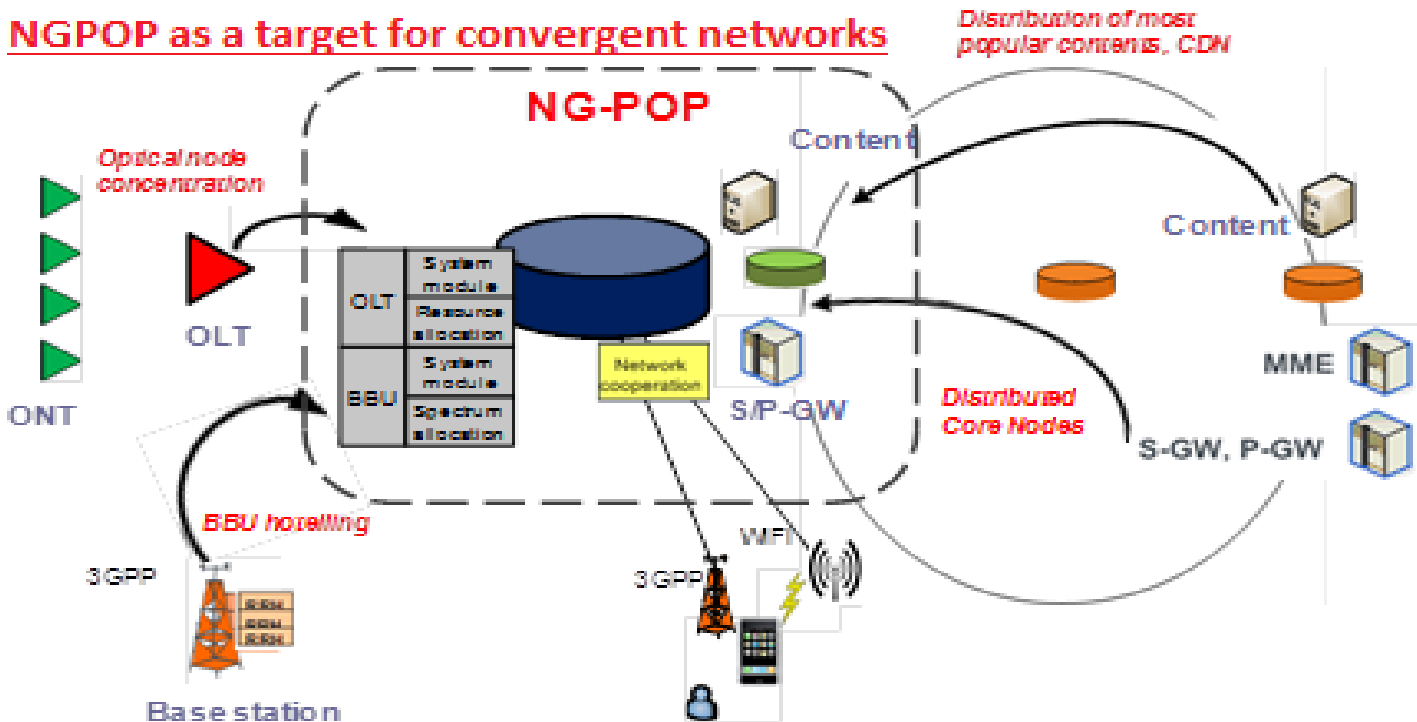 NGPOP as a target for convergent networks
Distribution of most
popular contents, CDN
NG-POP
Content
Optical node
concentration
Content
OLT
System
module
Resource
allocation
OLT
BBU
System
module
Spectrum
allocation
Network
cooperation
S/P-GW
MME
ONT
Distributed
Core Nodes
S-GW, P-GW
BBU hotelling
WIFI
3GPP
3GPP
Base station